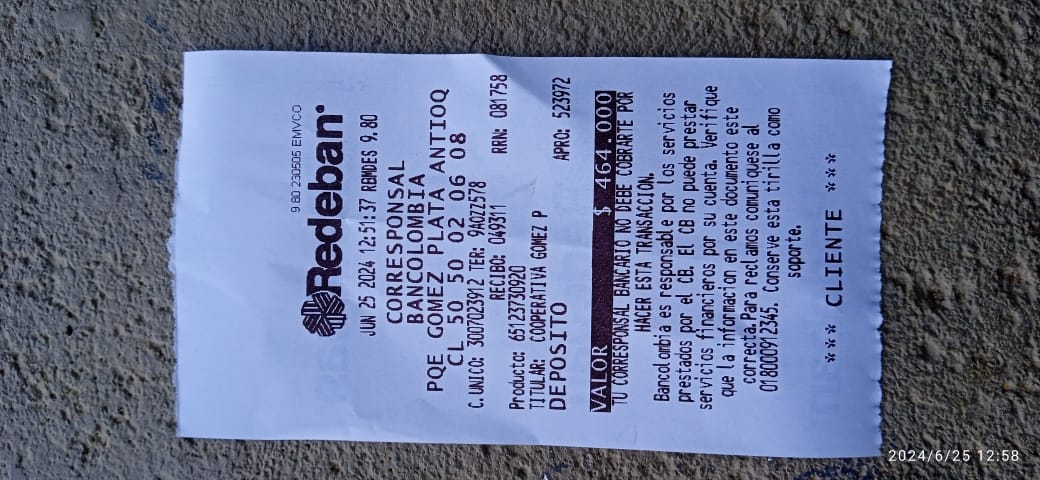 9.80 230505 EMVCO
Redeban®
JUN 25 2024 12:51:37 RBMDES 9.80
CORRESPONSAL
BANCOLOMBIA
PQE GOMEZ PLATA ANTIOQ
CL 50 50 02 06 08
C. UNICO: 3007023912 TER: 9A0ZZ578
RECIBO: 049311 RRN: 081758
Producto: 65123730920
TITULAR: COOPERATIVA GOMEZ P
DEPOSITO APRO: 523972
VALOR $ 464.000
TU CORRESPONSAL BANCARIO NO DEBE COBRARTE POR
HACER ESTA TRANSACCION.
Bancolombia es responsable por los servicios
prestados por el CB. El CB no puede prestar
servicios financieros por su cuenta. Verifique
que la informacion en este documento este
correcta.Para reclamos comuniquese al
018000912345. Conserve esta tirilla como
soporte.
*** CLIENTE ***
2024/6/25 12:58